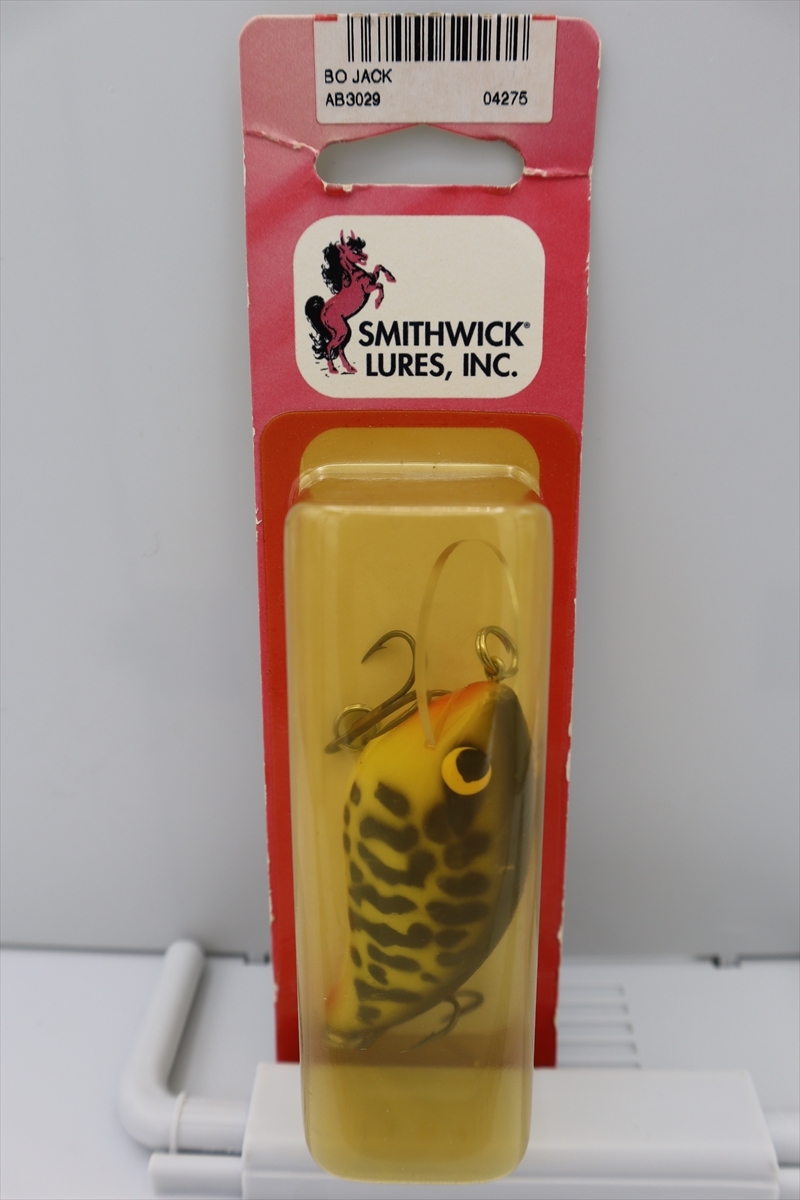 BO JACK
AB3029 04275
SMITHWICK®
LURES, INC.